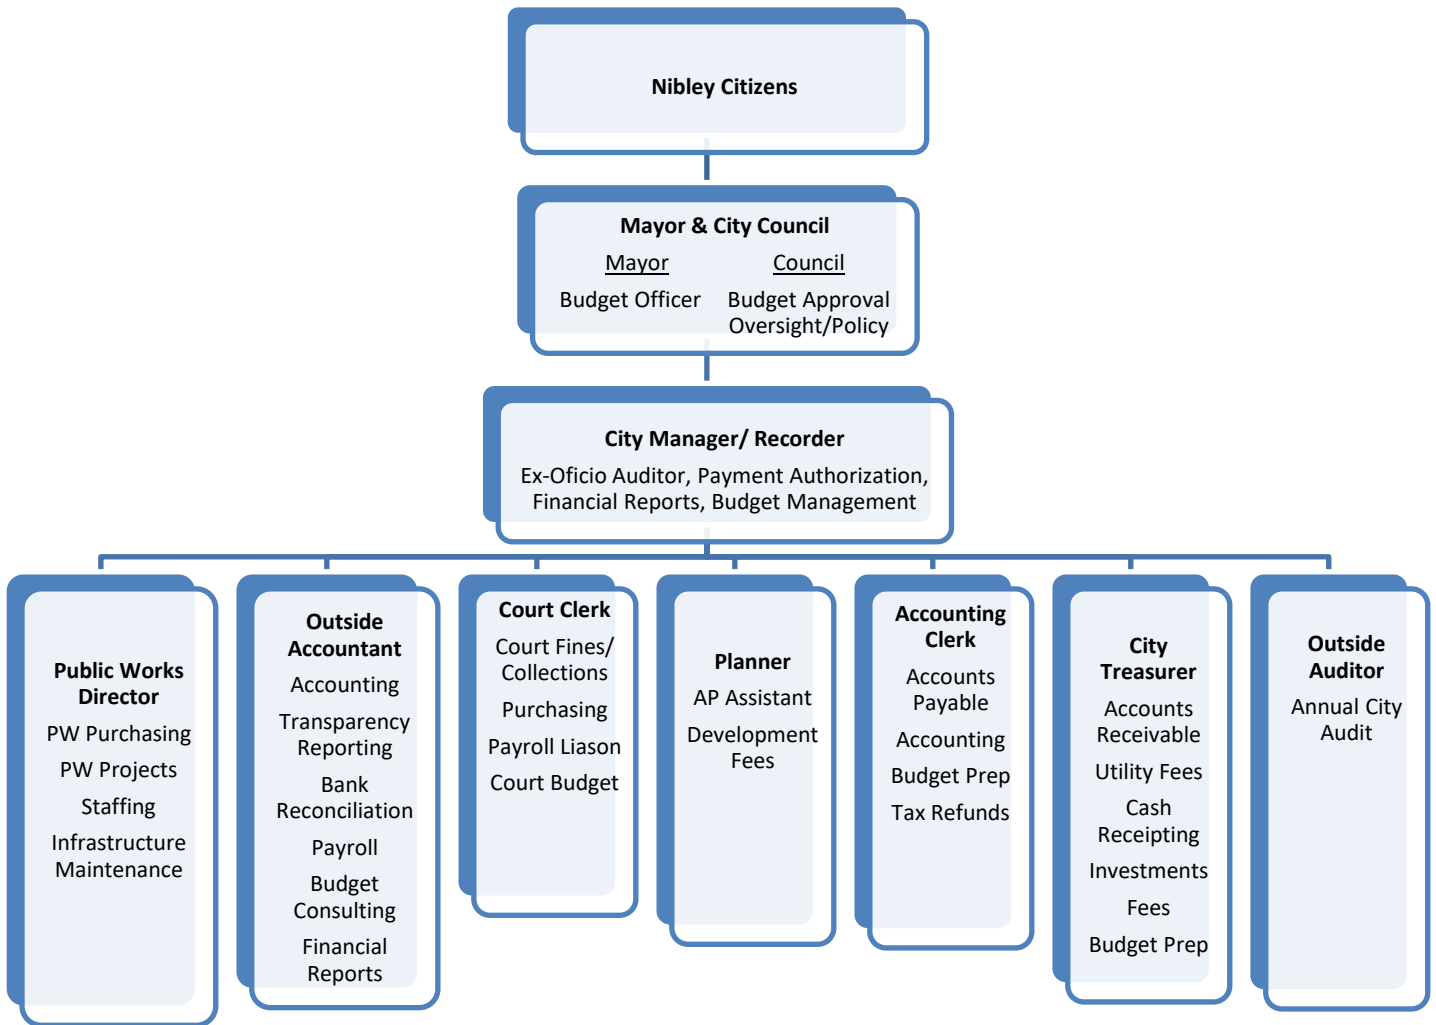 Nibley Citizens
Mayor & City Council
Mayor
Council
Budget Officer
Budget Approval
Oversight/Policy
City Manager/ Recorder
Ex-Oficio Auditor, Payment Authorization,
Financial Reports, Budget Management
Public Works
Director
PW Purchasing
PW Projects
Staffing
Infrastructure
Maintenance
Outside
Accountant
Accounting
Transparency
Reporting
Bank
Reconciliation
Payroll
Budget
Consulting
Financial
Reports
Court Clerk
Court Fines/
Collections
Purchasing
Payroll Liason
Court Budget
Planner
AP Assistant
Development
Fees
Accounting
Clerk
Accounts
Payable
Accounting
Budget Prep
Tax Refunds
City
Treasurer
Accounts
Receivable
Utility Fees
Cash
Receipting
Investments
Fees
Budget Prep
Outside
Auditor
Annual City
Audit